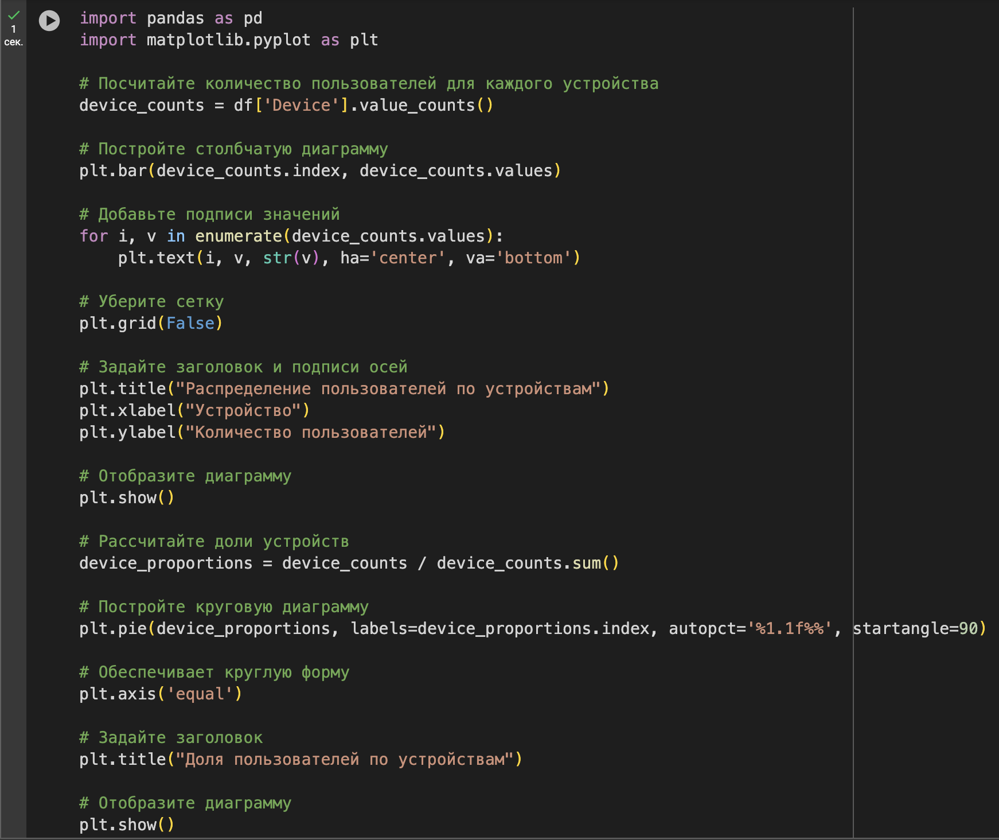 1
сек.
import pandas as pd
import matplotlib.pyplot as plt
# Посчитайте количество пользователей для каждого устройства
device_counts = df['Device'].value_counts()
# Постройте столбчатую диаграмму
plt.bar(device_counts.index, device_counts.values)
# Добавьте подписи значений
for i, v in enumerate(device_counts.values):
    plt.text(i, v, str(v), ha='center', va='bottom')
# Уберите сетку
plt.grid(False)
# Задайте заголовок и подписи осей
plt.title("Распределение пользователей по устройствам")
plt.xlabel("Устройство")
plt.ylabel("Количество пользователей")
# Отобразите диаграмму
plt.show()
# Рассчитайте доли устройств
device_proportions = device_counts / device_counts.sum()
# Постройте круговую диаграмму
plt.pie(device_proportions, labels=device_proportions.index, autopct='%1.1f%%', startangle=90)
# Обеспечивает круглую форму
plt.axis('equal')
# Задайте заголовок
plt.title("Доля пользователей по устройствам")
# Отобразите диаграмму
plt.show()